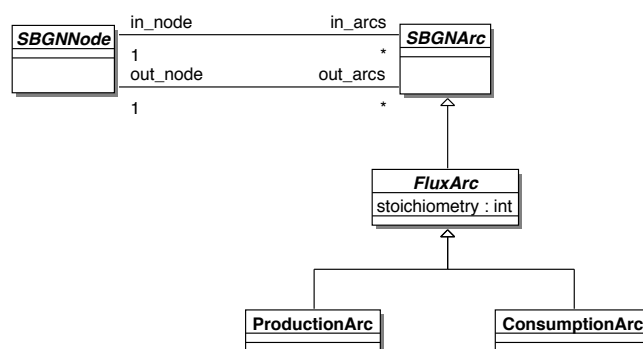 in_node in_arcs
SBGNNode SBGNArc
1 *
out_node out_arcs
1 *
FluxArc
stoichiometry : int
ProductionArc ConsumptionArc